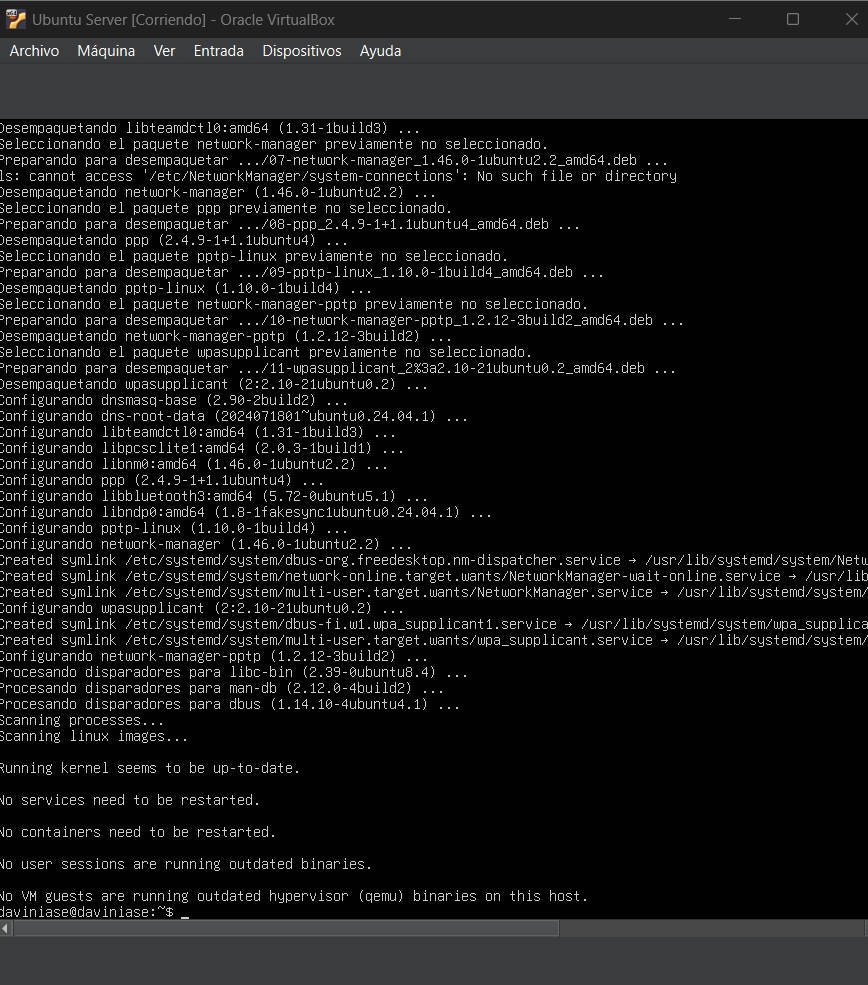 Ubuntu Server [Corriendo] - Oracle VirtualBox
Archivo Máquina Ver Entrada Dispositivos Ayuda
Desempaquetando libteamdctl0:amd64 (1.31-1build3) ...
Seleccionando el paquete network-manager previamente no seleccionado.
Preparando para desempaquetar .../07-network-manager_1.46.0-1ubuntu2.2_amd64.deb ...
ls: cannot access '/etc/NetworkManager/system-connections': No such file or directory
Desempaquetando network-manager (1.46.0-1ubuntu2.2) ...
Seleccionando el paquete ppp previamente no seleccionado.
Preparando para desempaquetar .../08-ppp_2.4.9-1+1.1ubuntu4_amd64.deb ...
Desempaquetando ppp (2.4.9-1+1.1ubuntu4) ...
Seleccionando el paquete pptp-linux previamente no seleccionado.
Preparando para desempaquetar .../09-pptp-linux_1.10.0-1build4_amd64.deb ...
Desempaquetando pptp-linux (1.10.0-1build4) ...
Seleccionando el paquete network-manager-pptp previamente no seleccionado.
Preparando para desempaquetar .../10-network-manager-pptp_1.2.12-3build2_amd64.deb ...
Desempaquetando network-manager-pptp (1.2.12-3build2) ...
Seleccionando el paquete wpasupplicant previamente no seleccionado.
Preparando para desempaquetar .../11-wpasupplicant_2%3a2.10-21ubuntu0.2_amd64.deb ...
Desempaquetando wpasupplicant (2:2.10-21ubuntu0.2) ...
Configurando dnsmasq-base (2.90-2build2) ...
Configurando dns-root-data (2024071801~ubuntu0.24.04.1) ...
Configurando libteamdctl0:amd64 (1.31-1build3) ...
Configurando libpcsclite1:amd64 (2.0.3-1build1) ...
Configurando libnm0:amd64 (1.46.0-1ubuntu2.2) ...
Configurando ppp (2.4.9-1+1.1ubuntu4) ...
Configurando libbluetooth3:amd64 (5.72-0ubuntu5.1) ...
Configurando libndp0:amd64 (1.8-1fakesync1ubuntu0.24.04.1) ...
Configurando pptp-linux (1.10.0-1build4) ...
Configurando network-manager (1.46.0-1ubuntu2.2) ...
Created symlink /etc/systemd/system/dbus-org.freedesktop.nm-dispatcher.service → /usr/lib/systemd/system/Netw
Created symlink /etc/systemd/system/network-online.target.wants/NetworkManager-wait-online.service → /usr/lib
Created symlink /etc/systemd/system/multi-user.target.wants/NetworkManager.service → /usr/lib/systemd/system/
Configurando wpasupplicant (2:2.10-21ubuntu0.2) ...
Created symlink /etc/systemd/system/dbus-fi.w1.wpa_supplicant1.service → /usr/lib/systemd/system/wpa_supplica
Created symlink /etc/systemd/system/multi-user.target.wants/wpa_supplicant.service → /usr/lib/systemd/system/
Configurando network-manager-pptp (1.2.12-3build2) ...
Procesando disparadores para libc-bin (2.39-0ubuntu8.4) ...
Procesando disparadores para man-db (2.12.0-4build2) ...
Procesando disparadores para dbus (1.14.10-4ubuntu4.1) ...
Scanning processes...
Scanning linux images...
Running kernel seems to be up-to-date.
No services need to be restarted.
No containers need to be restarted.
No user sessions are running outdated binaries.
No VM guests are running outdated hypervisor (qemu) binaries on this host.
daviniase@daviniase:~$ _